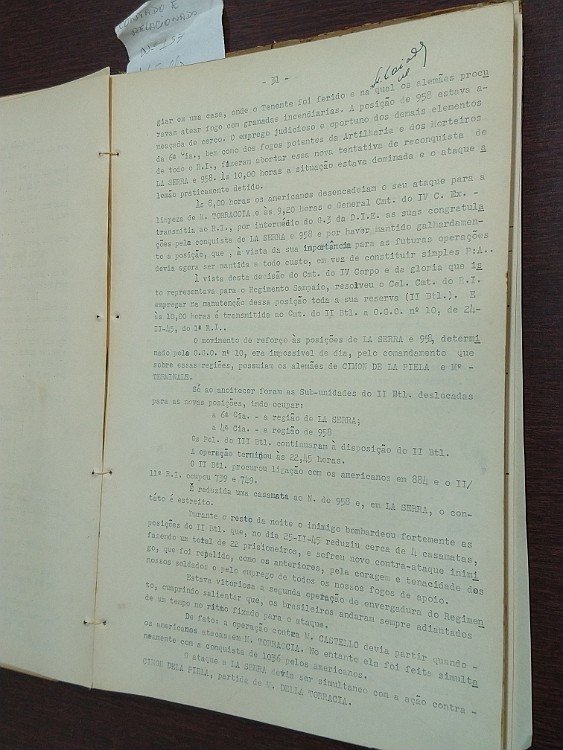 CONTADO E
RELACIONADO
- 31 -
giar em uma casa, onde o Tenente foi ferido e na qual os alemães procu
ravam atear fogo com granadas incendiarias. A posição de 958 estava a-
meaçada de cerco. O emprego judicioso e oportuno dos demais elementos
da 6ª Cia., bem como dos fogos potentes da Artilharia e dos Morteiros
de todo o R.I., fizeram abortar essa nova tentativa de reconquista de
LA SERRA e 958. Às 10,00 horas a situação estava dominada e o ataque a
lemão praticamente detido.
Às 8,00 horas os americanos desencadeiam o seu ataque para a
limpeza de M. TORRACCIA e às 9,20 horas o General Cmt. do IV C. Ex. -
transmitia ao R.I., por intermédio do G.3 da D.I.E. as suas congratula
ções pela conquista de LA SERRA e 958 e por haver mantido galhardamen-
te a posição, que , à vista da sua importância para as futuras operações
devia agora ser mantida a todo custo, em vez de constituir simples P.A..
À vista desta decisão do Cmt. do IV Corpo e da gloria que is
to representava para o Regimento Sampaio, resolveu o Cel. Cmt. do R.I.
empregar na manutenção dessa posição toda a sua reserva (II Btl.). E
às 10,00 horas é transmitida ao Cmt. do II Btl. a O.G.O. nº 10, de 24-
II-45, do 1º R.I..
O movimento de reforço às posições de LA SERRA e 958, determi
nado pela O.G.O. nº 10, era impossivel de dia, pelo comandamento que
sobre essas regiões, possuiam os alemães de CIMON DE LA PIELA e Mº -
TERMINALE.
Só ao anoitecer foram as Sub-unidades do II Btl. deslocadas
para as novas posições, indo ocupar:
a 6ª Cia. - a região de LA SERRA;
a 4ª Cia. - a região de 958
Os Pel. do III Btl. continuaram à disposição do II Btl.
A operação terminou às 22,45 horas.
O II Btl. procurou ligação com os americanos em 884 e o II/
11º R.I. ocupou 739 e 749.
É reduzida uma casamata ao N. de 958 e, em LA SERRA, o con-
táto é estreito.
Durante o resto da noite o inimigo bombardeou fortemente as
posições do II Btl. que, no dia 25-II-45 reduziu cerca de 4 casamatas,
fazendo um total de 22 prisioneiros, e sofreu novo contra-ataque inimi
go, que foi repelido, como os anteriores, pela coragem e tenacidade dos
nossos soldados e pelo emprego de todos os nossos fogos de apoio.
Estava vitoriosa a segunda operação de envergadura do Regimen
to, cumprindo salientar que, os brasileiros andaram sempre adiantados
de um tempo no ritmo fixado para o ataque.
De fato: a operação contra M. CASTELLO devia partir quando -
os americanos atacassem M. TORRACCIA. No entanto ela foi feita simulta
neamente com a conquista de 1036 pelos americanos.
O ataque a LA SERRA devia ser simultaneo com a ação contra -
CIMON DELA PIELA, partida de M. DELLA TORRACIA.